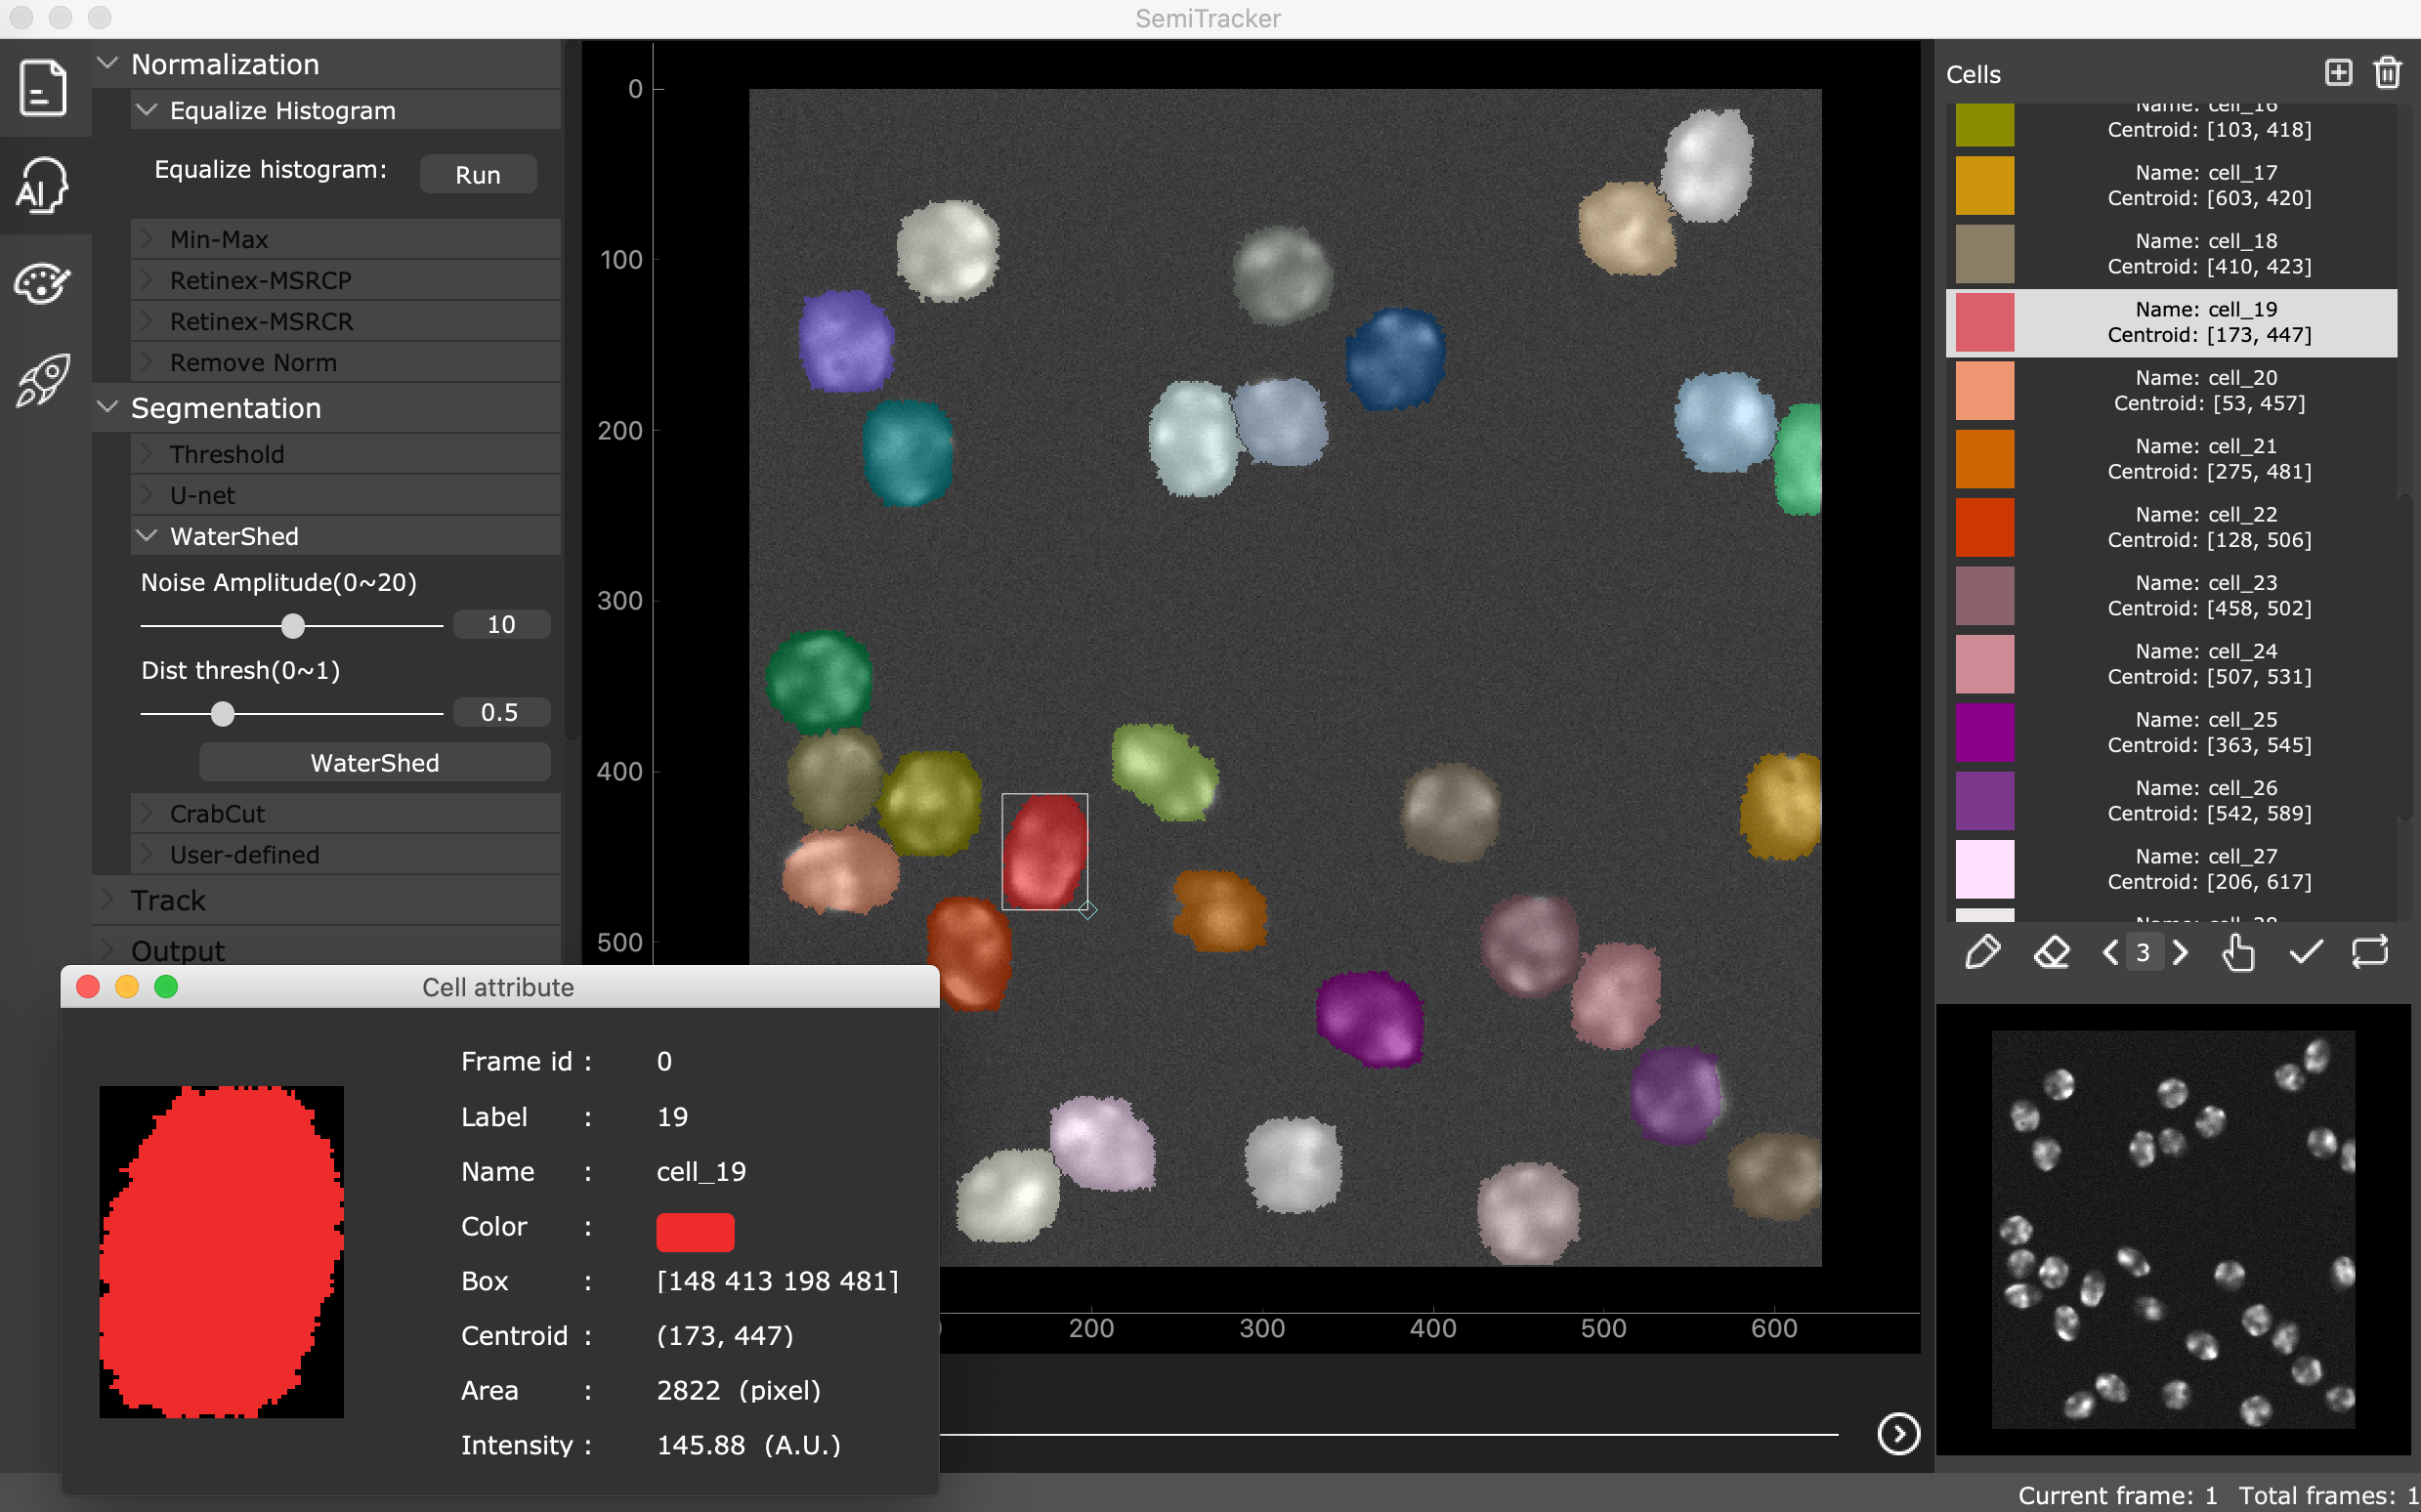 SemiTracker
Normalization
Equalize Histogram
Equalize histogram:
Run
Min-Max
Retinex-MSRCP
Retinex-MSRCR
Remove Norm
Segmentation
Threshold
U-net
WaterShed
Noise Amplitude(0~20)
10
Dist thresh(0~1)
0.5
WaterShed
CrabCut
User-defined
Track
Output
AI
0
100
200
300
400
500
200
300
400
500
600
Cells
Name: cell_16
Centroid: [103, 418]
Name: cell_17
Centroid: [603, 420]
Name: cell_18
Centroid: [410, 423]
Name: cell_19
Centroid: [173, 447]
Name: cell_20
Centroid: [53, 457]
Name: cell_21
Centroid: [275, 481]
Name: cell_22
Centroid: [128, 506]
Name: cell_23
Centroid: [458, 502]
Name: cell_24
Centroid: [507, 531]
Name: cell_25
Centroid: [363, 545]
Name: cell_26
Centroid: [542, 589]
Name: cell_27
Centroid: [206, 617]
3
Cell attribute
Frame id : 0
Label : 19
Name : cell_19
Color :
Box : [148 413 198 481]
Centroid : (173, 447)
Area : 2822 (pixel)
Intensity : 145.88 (A.U.)
Current frame: 1 Total frames: 1